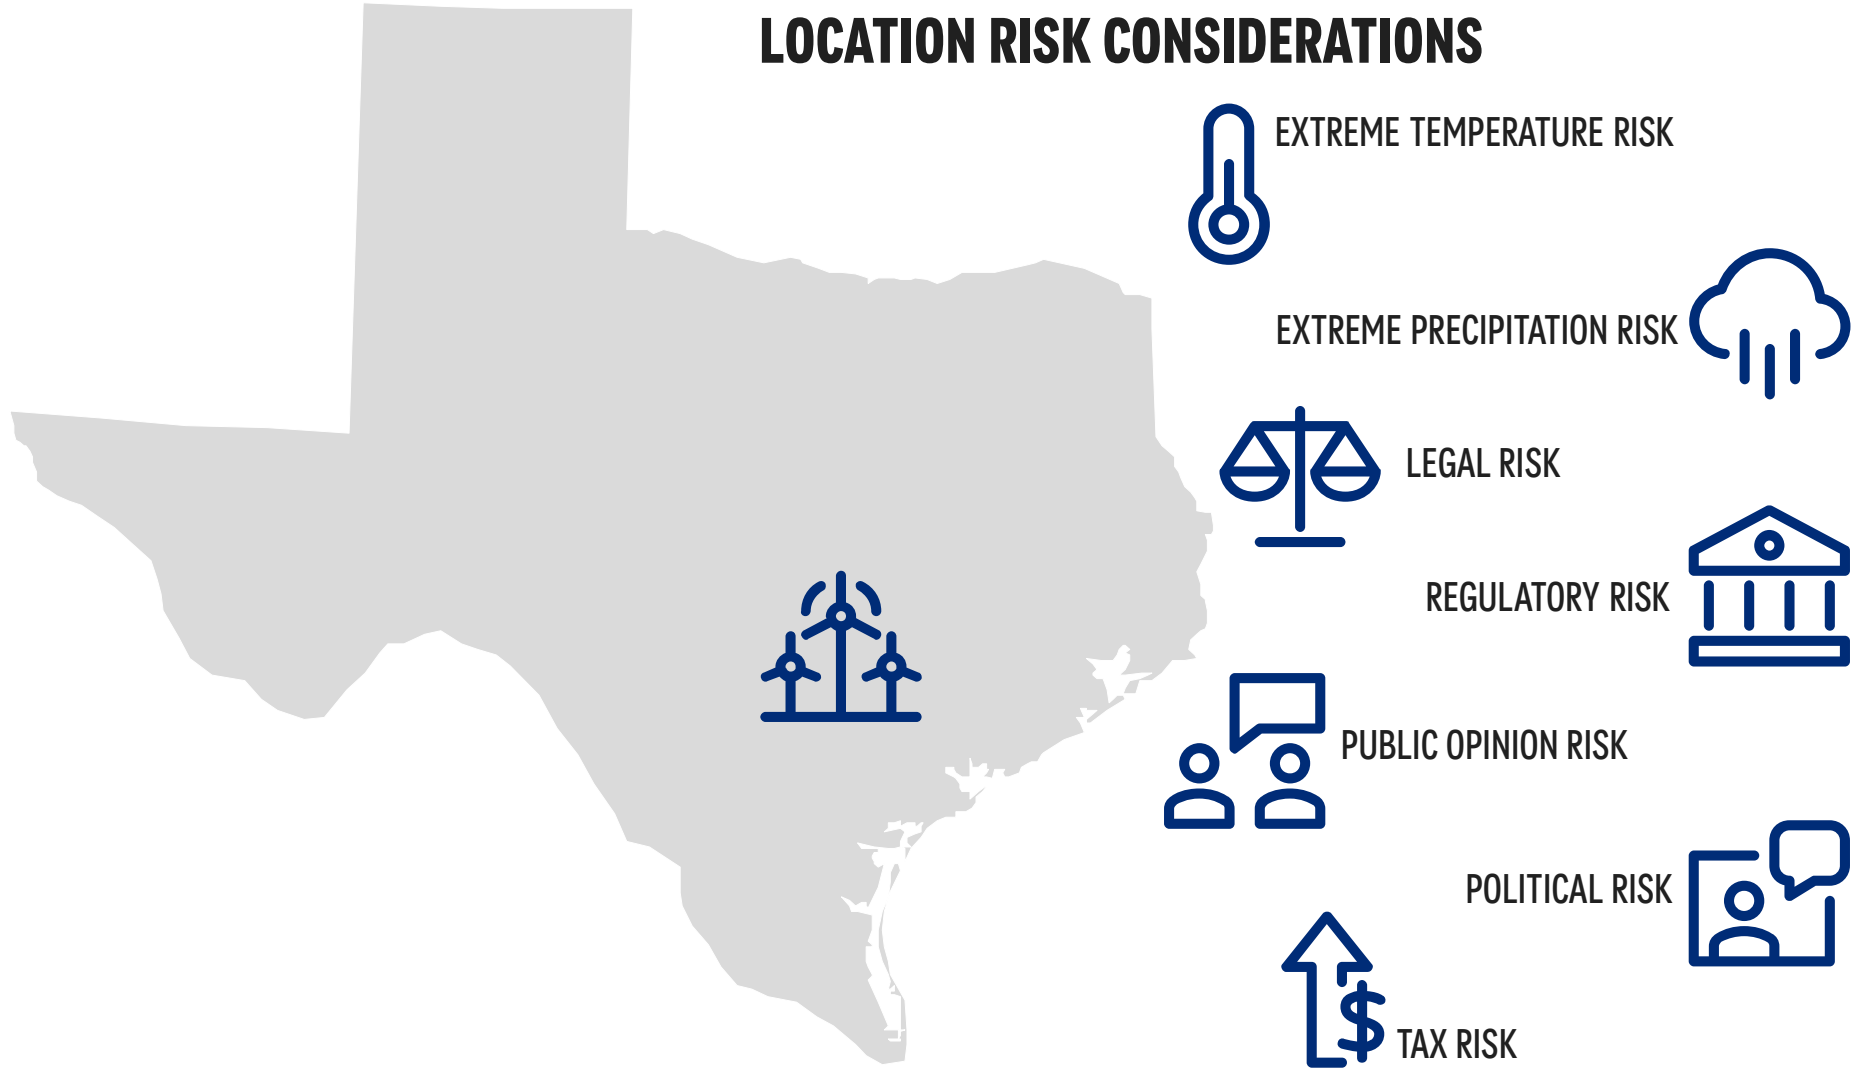 LOCATION RISK CONSIDERATIONS
EXTREME TEMPERATURE RISK
EXTREME PRECIPITATION RISK
LEGAL RISK
REGULATORY RISK
PUBLIC OPINION RISK
POLITICAL RISK
$
TAX RISK